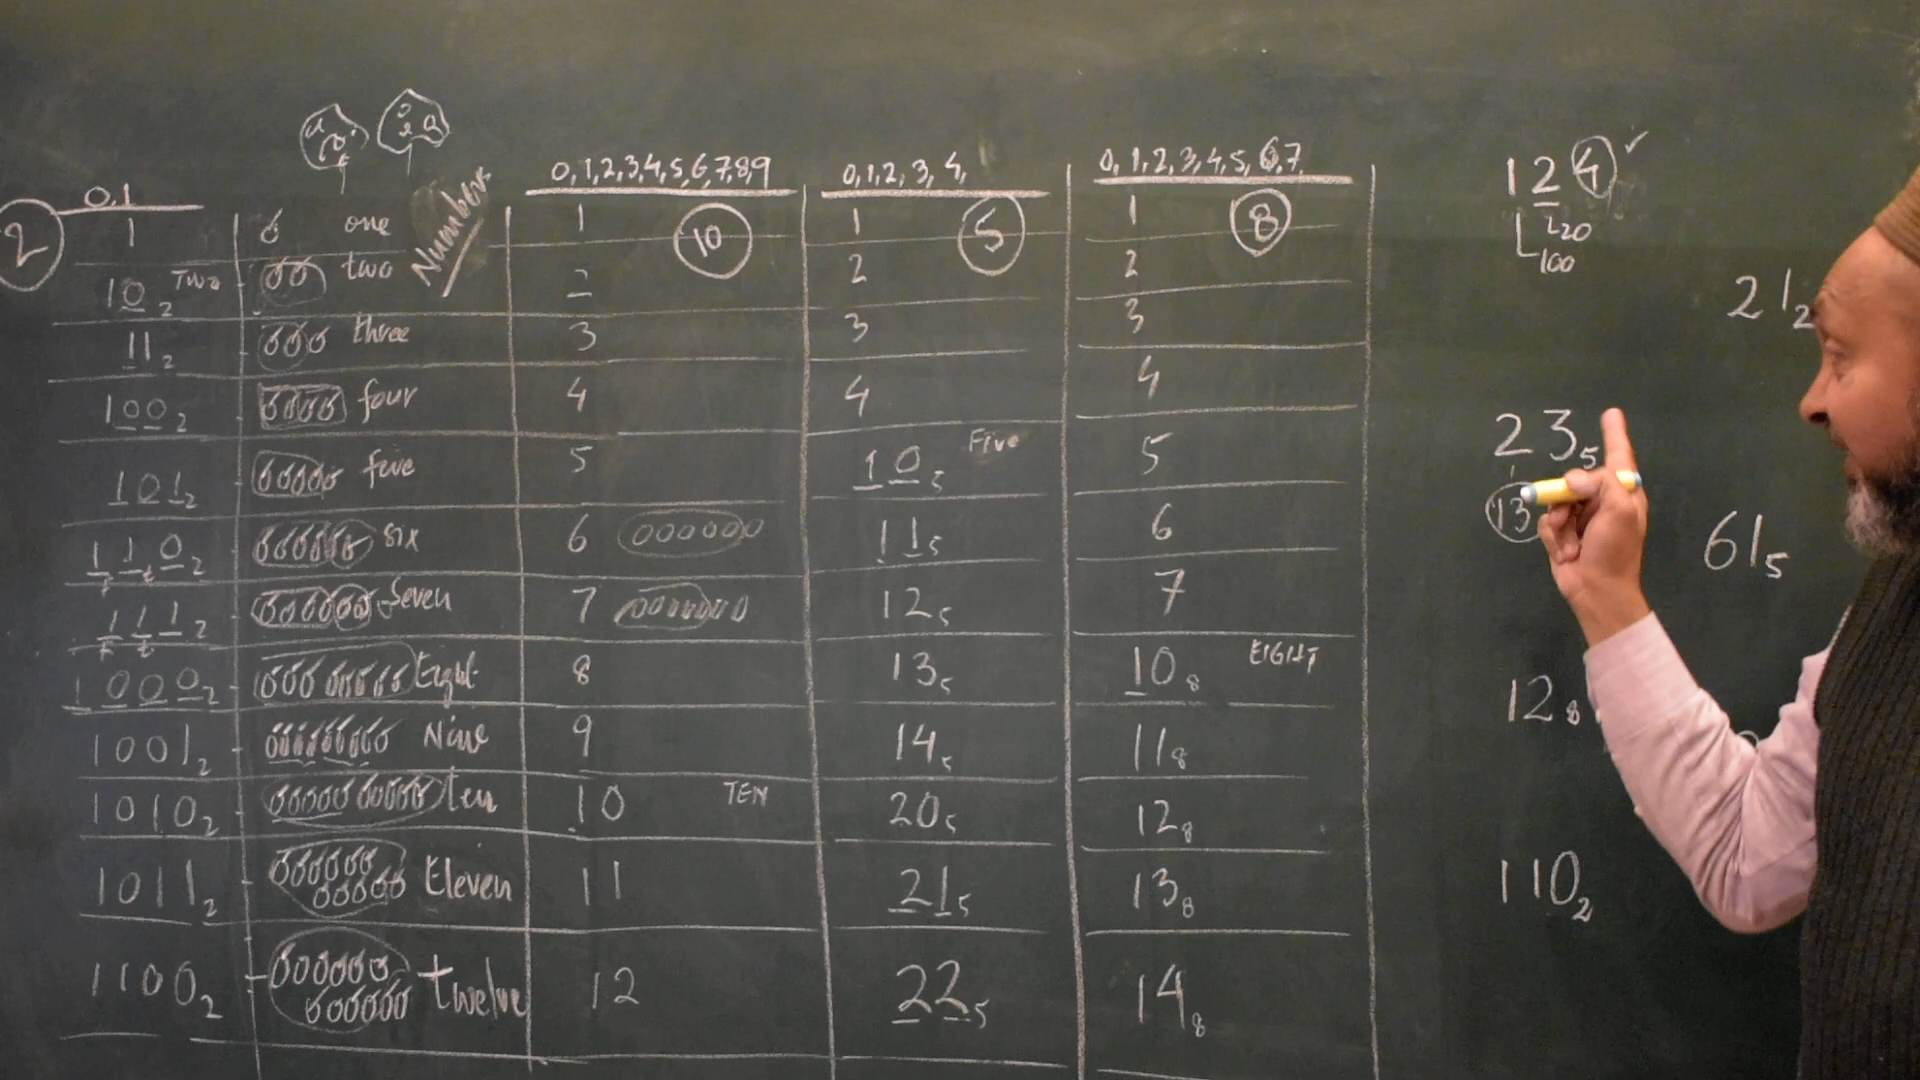 0,1
0,1,2,3,4,5,6,7,8,9
0,1,2,3,4,
0,1,2,3,4,5,6,7,
124 ✓
20
100
2
Numbers
10
5
8
1 one 1 1 1
10₂ TWO two 2 2 2
11₂ three 3 3 3
100₂ four 4 4 4
101₂ five 5 10₅ Five 5
110₂ six 6 11₅ 6
111₂ Seven 7 12₅ 7
1000₂ Eight 8 13₅ 10₈ EIGHT
1001₂ Nine 9 14₅ 11₈
1010₂ ten 10 TEN 20₅ 12₈
1011₂ Eleven 11 21₅ 13₈
1100₂ twelve 12 22₅ 14₈
21₂
23₅
13
61₅
12₈
110₂